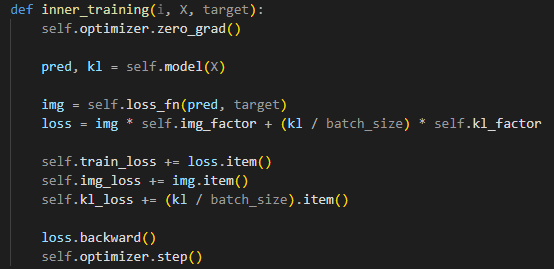 def inner_training(i, X, target):
    self.optimizer.zero_grad()

    pred, kl = self.model(X)

    img = self.loss_fn(pred, target)
    loss = img * self.img_factor + (kl / batch_size) * self.kl_factor

    self.train_loss += loss.item()
    self.img_loss += img.item()
    self.kl_loss += (kl / batch_size).item()

    loss.backward()
    self.optimizer.step()